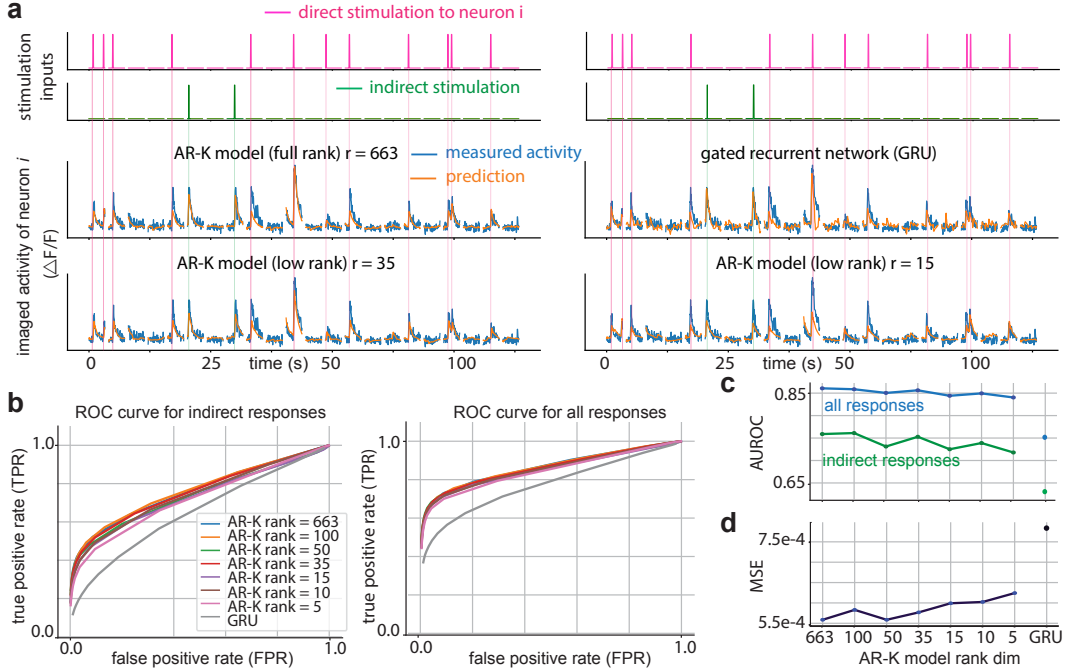 a
direct stimulation to neuron i
stimulation
inputs
indirect stimulation
imaged activity of neuron i
(△F/F)
AR-K model (full rank) r = 663
measured activity
prediction
gated recurrent network (GRU)
AR-K model (low rank) r = 35
AR-K model (low rank) r = 15
0 25 time (s) 50 75 100
0 25 time (s) 50 75 100
b
ROC curve for indirect responses
true positive rate (TPR)
1.0
0.0
AR-K rank = 663
AR-K rank = 100
AR-K rank = 50
AR-K rank = 35
AR-K rank = 15
AR-K rank = 10
AR-K rank = 5
GRU
0.0 1.0
false positive rate (FPR)
ROC curve for all responses
true positive rate (TPR)
1.0
0.0
0.0 1.0
false positive rate (FPR)
c
AUROC
0.85
0.65
all responses
indirect responses
d
MSE
7.5e-4
5.5e-4
663 100 50 35 15 10 5 GRU
AR-K model rank dim